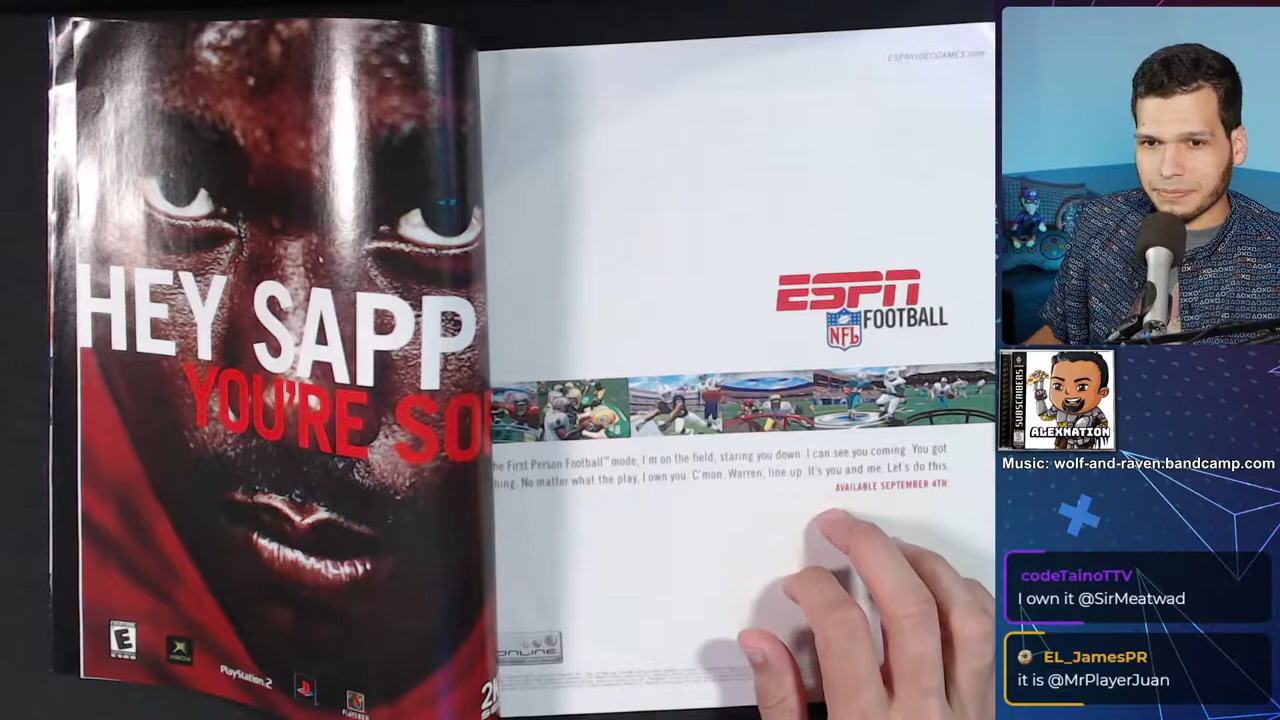 HEY SAPP
YOU'RE SO
E
XBOX
PlayStation.2
ESPNVIDEOGAMES.com
ESPN
NFL FOOTBALL
First Person Football™ mode, I'm on the field, staring you down. I can see you coming. You got
No matter what the play, I own you. C'mon, Warren, line up. It's you and me. Let's do this
AVAILABLE SEPTEMBER 4TH
ONLINE
SUBSCRIBERS
ALEXNATION
Music: wolf-and-raven.bandcamp.com
codeTainoTTV
I own it @SirMeatwad
EL_JamesPR
it is @MrPlayerJuan